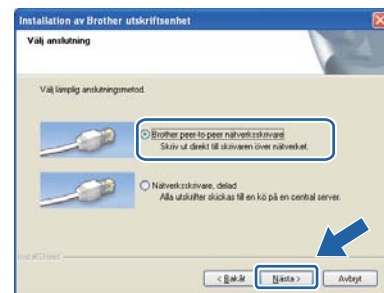 Installation av Brother utskriftsenhet
Välj anslutning
Välj lämplig anslutningsmetod.
Brother peer-to-peer nätverksskrivare
Skriv ut direkt till skrivaren över nätverket.
Nätverksskrivare, delad
Alla utskrifter skickas till en kö på en central server.
InstallShield
< Bakåt Nästa > Avbryt